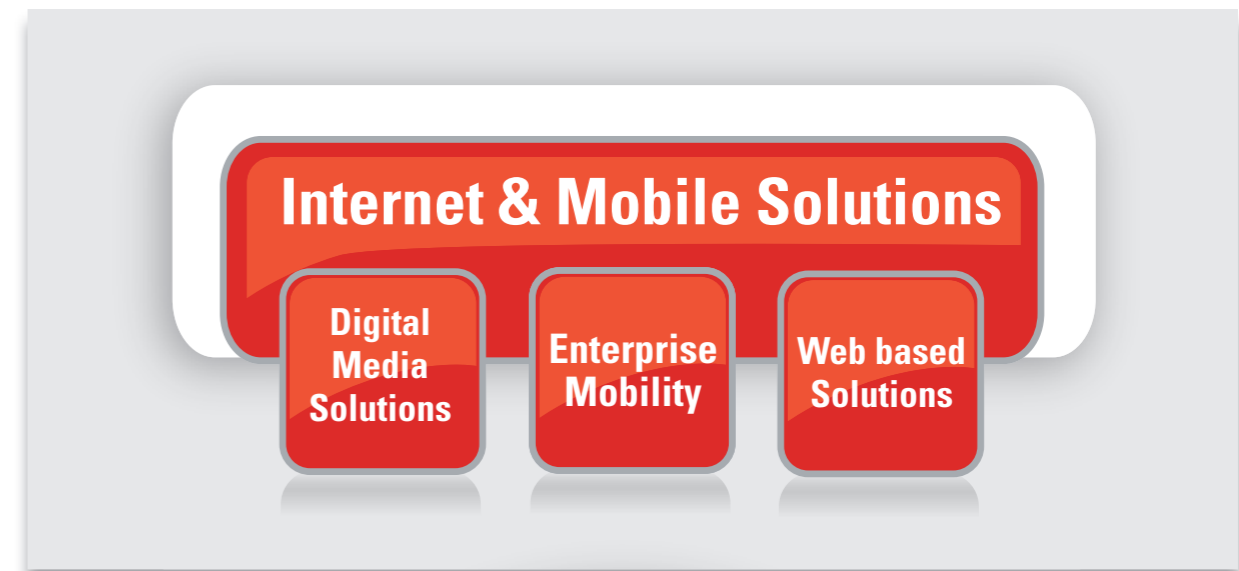 Internet & Mobile Solutions
Digital
Media
Solutions
Enterprise
Mobility
Web based
Solutions